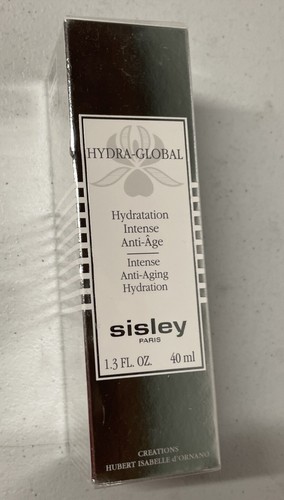 HYDRA-GLOBAL
Hydratation
Intense
Anti-Âge
Intense
Anti-Aging
Hydration
sisley
PARIS
1.3 FL. OZ. 40 ml
CREATIONS
HUBERT ISABELLE d'ORNANO